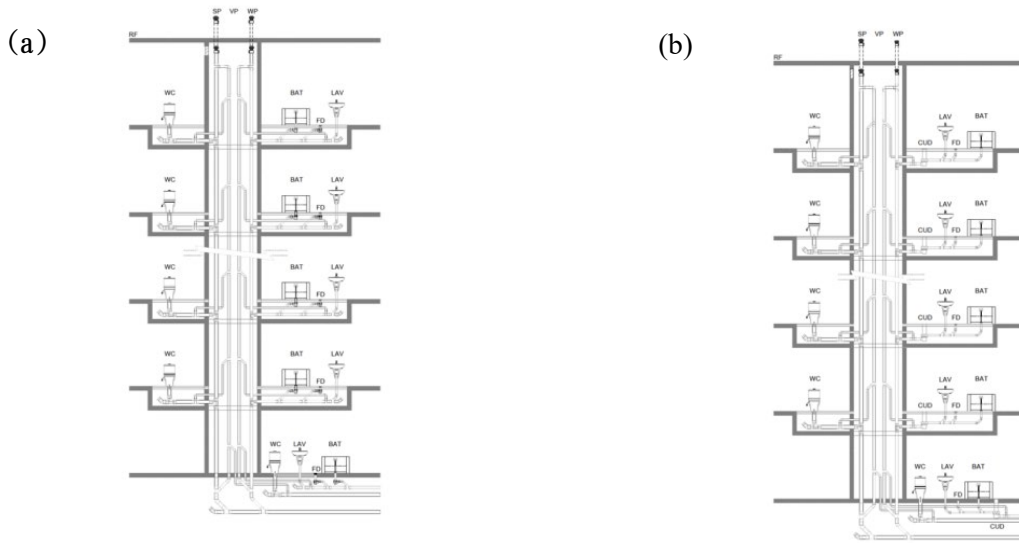 (a)
SP VP WP
RF
WC BAT LAV
FD
WC BAT LAV
FD
WC BAT LAV
FD
WC BAT LAV
FD
WC LAV BAT
FD
(b)
SP VP WP
RF
WC CUD LAV FD BAT
WC CUD LAV FD BAT
WC CUD LAV FD BAT
WC CUD LAV FD BAT
WC LAV BAT
FD
CUD